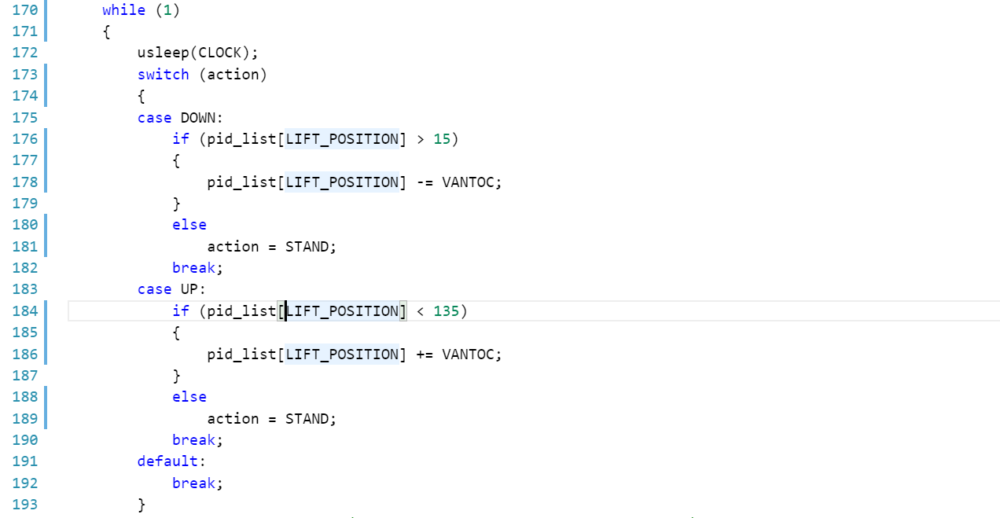 170 while (1)
171 {
172 usleep(CLOCK);
173 switch (action)
174 {
175 case DOWN:
176 if (pid_list[LIFT_POSITION] > 15)
177 {
178 pid_list[LIFT_POSITION] -= VANTOC;
179 }
180 else
181 action = STAND;
182 break;
183 case UP:
184 if (pid_list[LIFT_POSITION] < 135)
185 {
186 pid_list[LIFT_POSITION] += VANTOC;
187 }
188 else
189 action = STAND;
190 break;
191 default:
192 break;
193 }